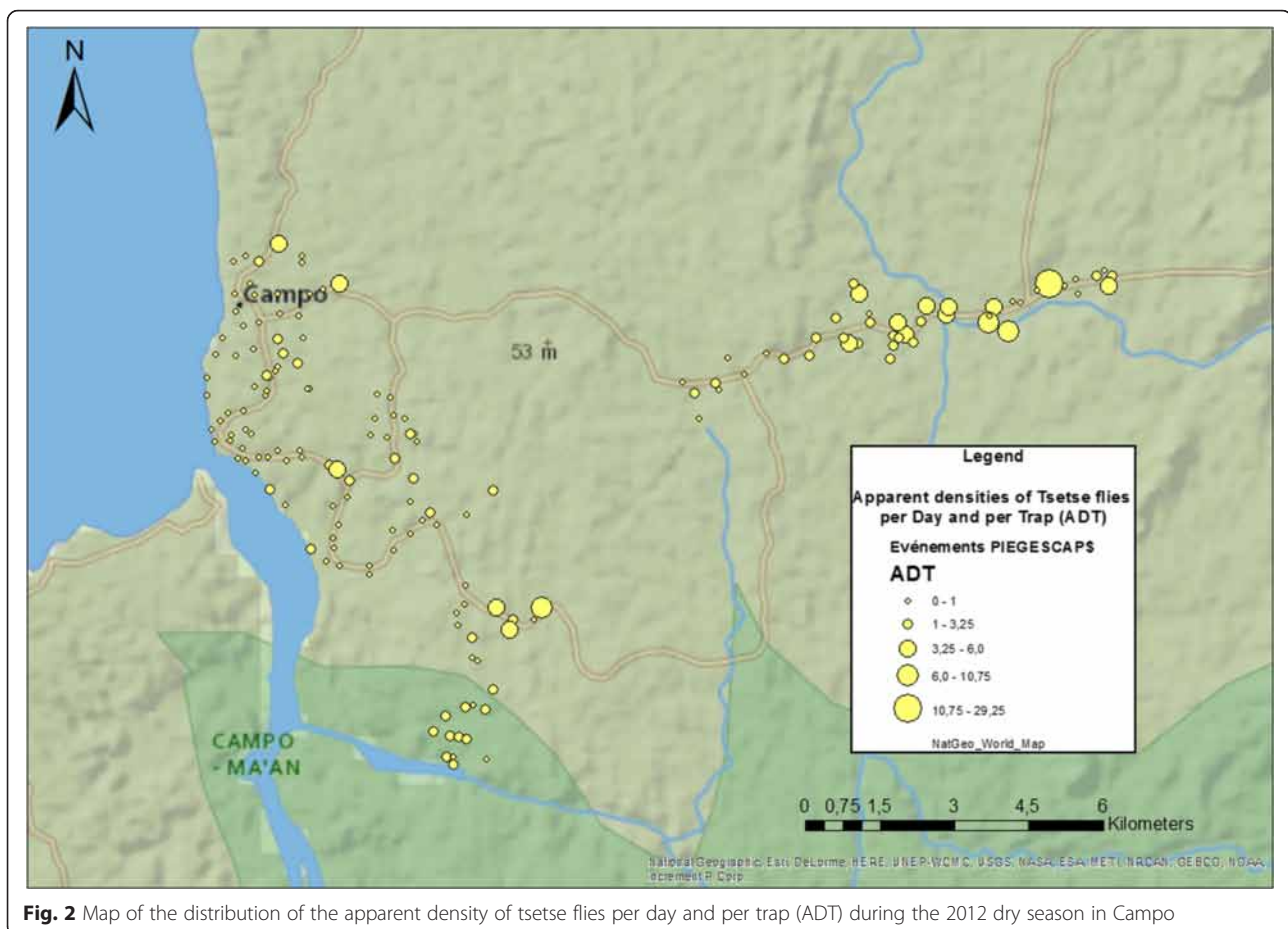 N
Campo
53 m
CAMPO
- MA'AN
Legend
Apparent densities of Tsetse flies
per Day and per Trap (ADT)
Evénements PIEGESCAP$
ADT
0 - 1
1 - 3,25
3,25 - 6,0
6,0 - 10,75
10,75 - 29,25
NatGeo_World_Map
0 0,75 1,5 3 4,5 6
Kilometers
National Geographic, Esri, DeLorme, HERE, UNEP-WCMC, USGS, NASA, ESA, METI, NRCAN, GEBCO, NOAA,
increment P Corp.
Fig. 2 Map of the distribution of the apparent density of tsetse flies per day and per trap (ADT) during the 2012 dry season in Campo